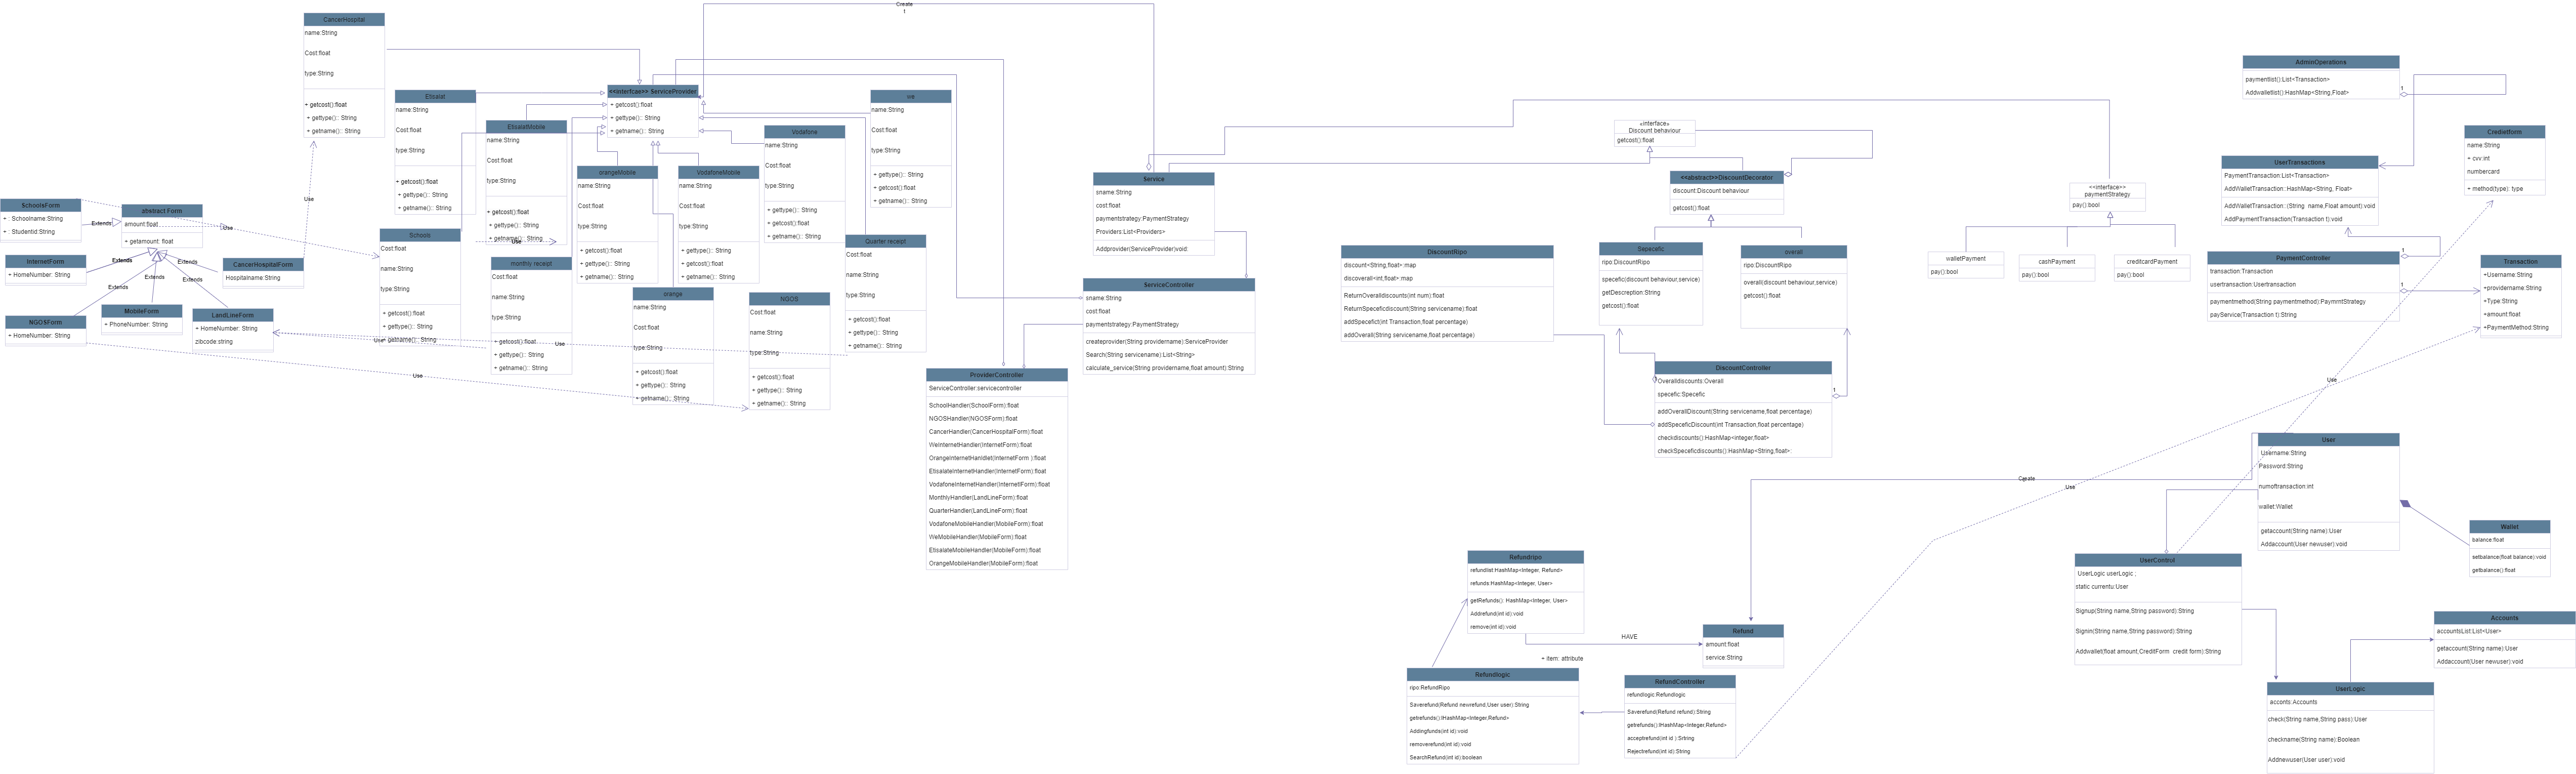 Create
1
CancerHospital
name:String
Cost:float
type:String
+ getcost():float
+ gettype():: String
+ getname():: String
Etisalat
name:String
Cost:float
type:String
+ getcost():float
+ gettype():: String
+ getname():: String
EtisalatMobile
name:String
Cost:float
type:String
+ getcost():float
+ gettype():: String
+ getname():: String
<<interfcae>> ServiceProvider
+ getcost():float
+ gettype():: String
+ getname():: String
we
name:String
Cost:float
type:String
+ gettype():: String
+ getcost():float
+ getname():: String
Vodafone
name:String
Cost:float
type:String
+ gettype():: String
+ getcost():float
+ getname():: String
orangeMobile
name:String
Cost:float
type:String
+ getcost():float
+ gettype():: String
+ getname():: String
VodafoneMobile
name:String
Cost:float
type:String
+ gettype():: String
+ getcost():float
+ getname():: String
SchoolsForm
+ : Schoolname:String
+ : StudentId:String
Extends
abstract Form
amount:float
+ getamount: float
Use
Use
InternetForm
+ HomeNumber: String
Extends
Extends
Extends
Extends
Extends
CancerHospitalForm
Hospitalname:String
MobileForm
+ PhoneNumber: String
LandLineForm
+ HomeNumber: String
zibcode:string
NGOSForm
+ HomeNumber: String
Schools
Cost:float
name:String
type:String
+ getcost():float
+ gettype():: String
+ getname():: String
Use
Use
Use
Use
monthly receipt
Cost:float
name:String
type:String
+ getcost():float
+ gettype():: String
+ getname():: String
orange
name:String
Cost:float
type:String
+ getcost():float
+ gettype():: String
+ getname():: String
NGOS
Cost:float
name:String
type:String
+ getcost():float
+ gettype():: String
+ getname():: String
Quarter receipt
Cost:float
name:String
type:String
+ getcost():float
+ gettype():: String
+ getname():: String
Service
sname:String
cost:float
paymentstrategy:PaymentStrategy
Providers:List<Providers>
Addprovider(ServiceProvider)void:
ServiceController
sname:String
cost:float
paymentstrategy:PaymentStrategy
createprovider(String providername):ServiceProvider
Search(String servicename):List<String>
calculate_service(String providername,float amount):String
ProviderController
ServiceController:servicecontroller
SchoolHandler(SchoolForm):float
NGOSHandler(NGOSForm):float
CancerHandler(CancerHospitalForm):float
WeInternetHandler(InternetForm):float
OrangeInternetHanldlet(InternetForm ):float
EtisalateInternetHandler(InternetForm):float
VodafoneInternetHandler(InternetlForm):float
MonthlyHandler(LandLineForm):float
QuarterHandler(LandLineForm):float
VodafoneMobileHandler(MobileForm):float
WeMobileHandler(MobileForm):float
EtisalateMobileHandler(MobileForm):float
OrangeMobileHandler(MobileForm):float
«interface»
Discount behaviour
getcost():float
<<abstract>>DiscountDecorator
discount:Discount behaviour
getcost():float
Sepecefic
ripo:DiscountRipo
specefic(discount behaviour,service)
getDescreption:String
getcost():float
overall
ripo:DiscountRipo
overall(discount behaviour,service)
getcost():float
DiscountRipo
discount<String,float>:map
discoverall<int,float>:map
ReturnOveralldiscounts(int num):float
ReturnSpeceficdiscount(String servicename):float
addSpecefict(int Transaction,float percentage)
addOverall(String servicename,float percentage)
DiscountController
Overalldiscounts:Overall
specefic:Specefic
addOverallDiscount(String servicename,float percentage)
addSpeceficDiscount(int Transaction,float percentage)
checkdiscounts():HashMap<integer,float>
checkSpeceficdiscounts():HashMap<String,float>:
1
<<interface>>
paymentStrategy
pay():bool
walletPayment
pay():bool
cashPayment
pay():bool
creditcardPayment
pay():bool
AdminOperations
paymentlist():List<Transaction>
Addwalletlist():HashMap<String,Float>
1
UserTransactions
PaymentTransaction:List<Transaction>
AddWalletTransaction::HashMap<String, Float>
AddWalletTransaction::(String  name,Float amount):void
AddPaymentTransaction(Transaction t):void
Credietform
name:String
+ cvv:int
numbercard
+ method(type): type
PaymentController
transaction:Transaction
usertransaction:Usertransaction
paymentmethod(String paymentmethod):PaymrntStrategy
payService(Transaction t):String
1
1
Transaction
+Username:String
+providername:String
+Type:String
+amount:float
+PaymentMethod:String
Use
Create
Use
User
Username:String
Password:String
numoftransaction:int
wallet:Wallet
getaccount(String name):User
Addaccount(User newuser):void
Wallet
balance:float
setbalance(float balance):void
getbalance():float
UserControl
UserLogic userLogic ;
static currentu:User
Signup(String name,String password):String
Signin(String name,String password):String
Addwallet(float amount,CreditForm  credit form):String
Accounts
accountsList:List<User>
getaccount(String name):User
Addaccount(User newuser):void
UserLogic
acconts:Accounts
check(String name,String pass):User
checkname(String name):Boolean
Addnewuser(User user):void
Refundripo
refundlist:HashMap<Integer, Refund>
refunds:HashMap<Integer, User>
getRefunds(): HashMap<Integer, User>
Addrefund(int id):void
remove(int id):void
HAVE
+ item: attribute
Refund
amount:float
service:String
Refundlogic
ripo:RefundRipo
Saverefund(Refund newrefund,User user):String
getrefunds():lHashMap<Integer,Refund>
Addingfunds(int id):void
removerefund(int id):void
SearchRefund(int id):boolean
RefundController
refundlogic:Refundlogic
Saverefund(Refund refund):String
getrefunds():lHashMap<Integer,Refund>
acceptrefund(int id ):Srtring
Rejectrefund(int id):String